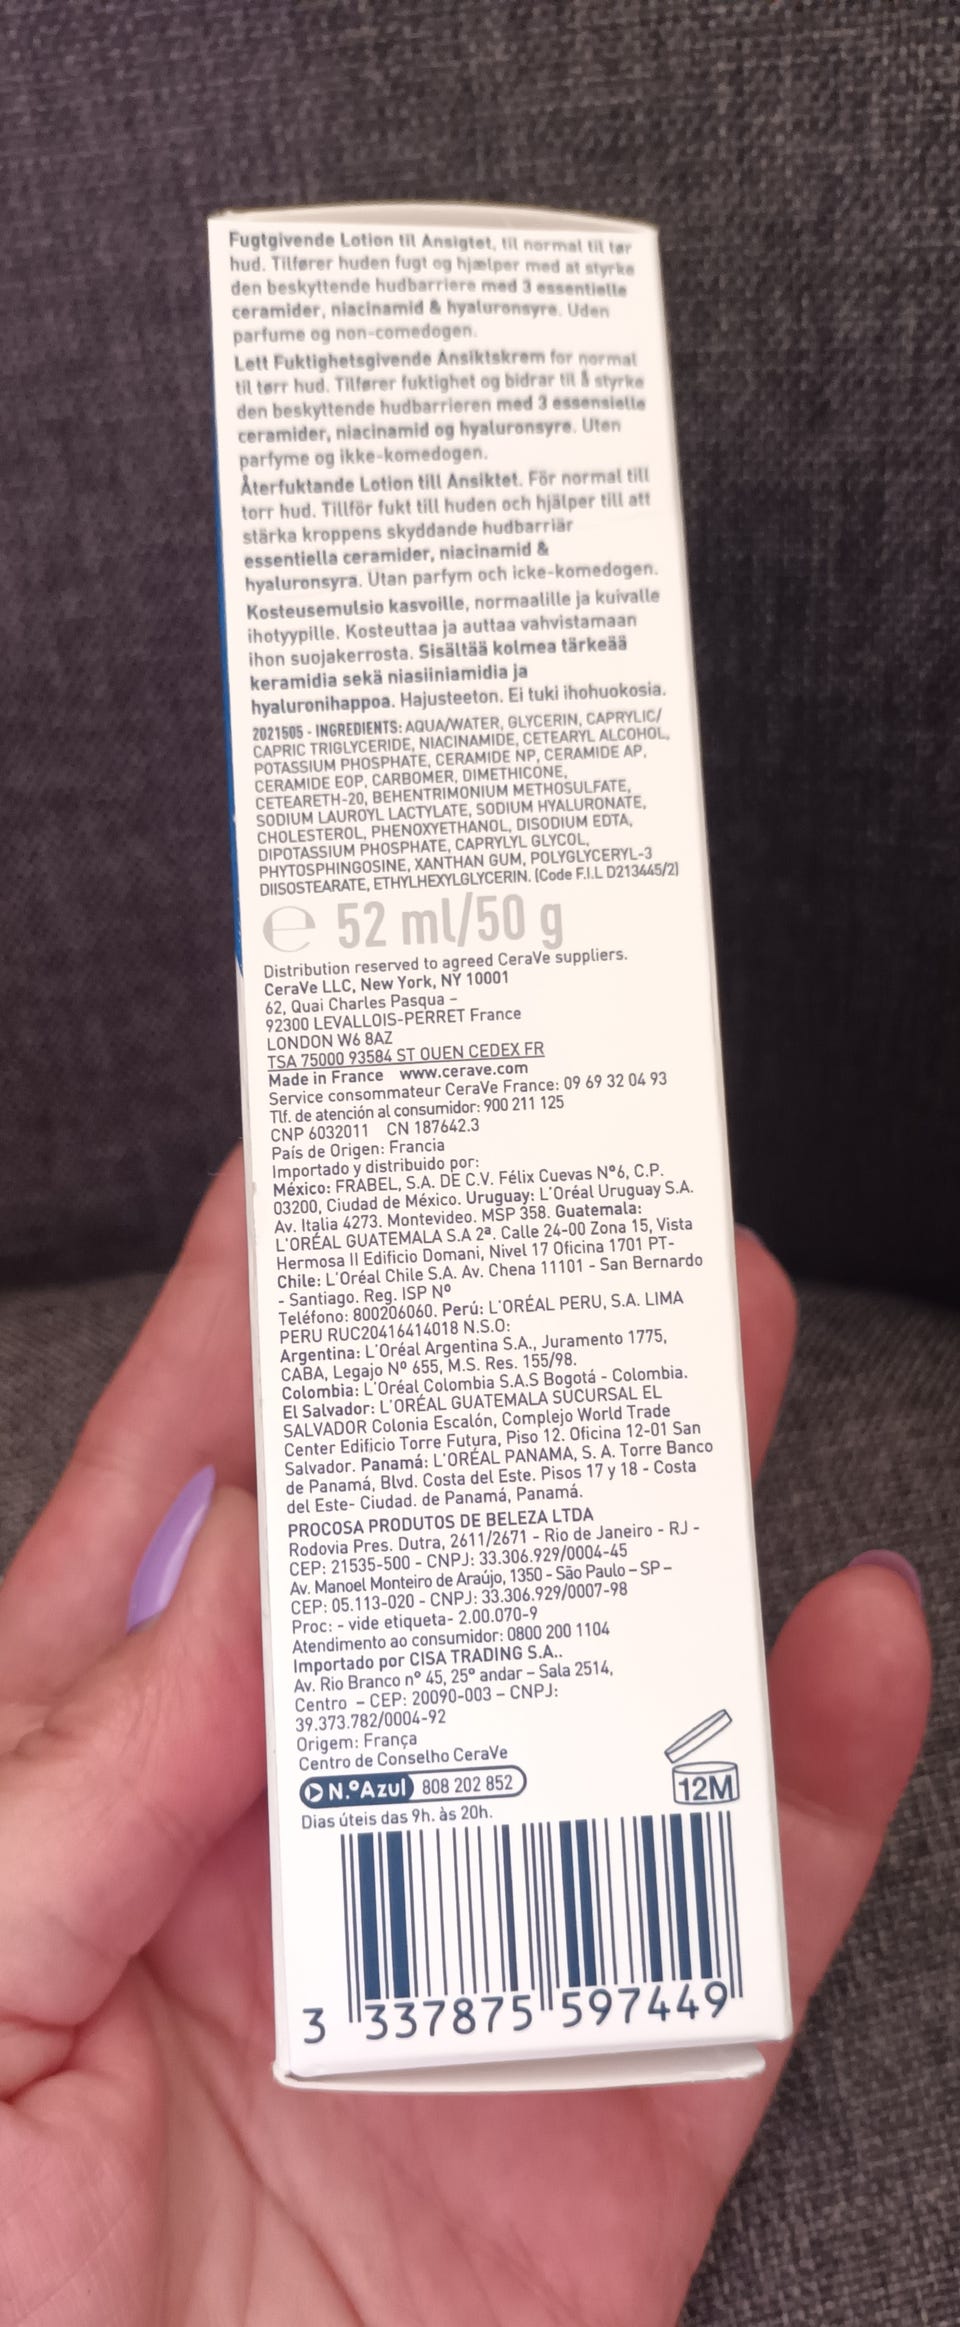 Fugtgivende Lotion til Ansigtet, til normal til tør
hud. Tilfører huden fugt og hjælper med at styrke
den beskyttende hudbarriere med 3 essentielle
ceramider, niacinamid & hyaluronsyre. Uden
parfume og non-comedogen.
Lett Fuktighetsgivende Ansiktskrem for normal
til tørr hud. Tilfører fuktighet og bidrar til å styrke
den beskyttende hudbarrieren med 3 essensielle
ceramider, niacinamid og hyaluronsyre. Uten
parfyme og ikke-komedogen.
Återfuktande Lotion till Ansiktet. För normal till
torr hud. Tillför fukt till huden och hjälper till att
stärka kroppens skyddande hudbarriär
essentiella ceramider, niacinamid &
hyaluronsyra. Utan parfym och icke-komedogen.
Kosteusemulsio kasvoille, normaalille ja kuivalle
ihotyypille. Kosteuttaa ja auttaa vahvistamaan
ihon suojakerrosta. Sisältää kolmea tärkeää
keramidia sekä niasiiniamidia ja
hyaluronihappoa. Hajusteeton. Ei tuki ihohuokosia.
2021505 - INGREDIENTS: AQUA/WATER, GLYCERIN, CAPRYLIC/
CAPRIC TRIGLYCERIDE, NIACINAMIDE, CETEARYL ALCOHOL,
POTASSIUM PHOSPHATE, CERAMIDE NP, CERAMIDE AP,
CERAMIDE EOP, CARBOMER, DIMETHICONE,
CETEARETH-20, BEHENTRIMONIUM METHOSULFATE,
SODIUM LAUROYL LACTYLATE, SODIUM HYALURONATE,
CHOLESTEROL, PHENOXYETHANOL, DISODIUM EDTA,
DIPOTASSIUM PHOSPHATE, CAPRYLYL GLYCOL,
PHYTOSPHINGOSINE, XANTHAN GUM, POLYGLYCERYL-3
DIISOSTEARATE, ETHYLHEXYLGLYCERIN. (Code F.I.L D213445/2)
℮ 52 ml/50 g
Distribution reserved to agreed CeraVe suppliers.
CeraVe LLC, New York, NY 10001
62, Quai Charles Pasqua –
92300 LEVALLOIS-PERRET France
LONDON W6 8AZ
TSA 75000 93584 ST OUEN CEDEX FR
Made in France www.cerave.com
Service consommateur CeraVe France: 09 69 32 04 93
Tlf. de atención al consumidor: 900 211 125
CNP 6032011 CN 187642.3
País de Origen: Francia
Importado y distribuido por:
México: FRABEL, S.A. DE C.V. Félix Cuevas Nº6, C.P.
03200, Ciudad de México. Uruguay: L'Oréal Uruguay S.A.
Av. Italia 4273. Montevideo. MSP 358. Guatemala:
L'ORÉAL GUATEMALA S.A 2ª. Calle 24-00 Zona 15, Vista
Hermosa II Edificio Domani, Nivel 17 Oficina 1701 PT-
Chile: L'Oréal Chile S.A. Av. Chena 11101 - San Bernardo
- Santiago. Reg. ISP Nº
Teléfono: 800206060. Perú: L'ORÉAL PERU, S.A. LIMA
PERU RUC20416414018 N.S.O:
Argentina: L'Oréal Argentina S.A., Juramento 1775,
CABA, Legajo Nº 655, M.S. Res. 155/98.
Colombia: L'Oréal Colombia S.A.S Bogotá - Colombia.
El Salvador: L'ORÉAL GUATEMALA SUCURSAL EL
SALVADOR Colonia Escalón, Complejo World Trade
Center Edificio Torre Futura, Piso 12. Oficina 12-01 San
Salvador. Panamá: L'ORÉAL PANAMA, S. A. Torre Banco
de Panamá, Blvd. Costa del Este. Pisos 17 y 18 - Costa
del Este- Ciudad. de Panamá, Panamá.
PROCOSA PRODUTOS DE BELEZA LTDA
Rodovia Pres. Dutra, 2611/2671 - Rio de Janeiro - RJ -
CEP: 21535-500 - CNPJ: 33.306.929/0004-45
Av. Manoel Monteiro de Araújo, 1350 - São Paulo – SP –
CEP: 05.113-020 - CNPJ: 33.306.929/0007-98
Proc: - vide etiqueta- 2.00.070-9
Atendimento ao consumidor: 0800 200 1104
Importado por CISA TRADING S.A..
Av. Rio Branco nº 45, 25º andar – Sala 2514,
Centro – CEP: 20090-003 – CNPJ:
39.373.782/0004-92
Origem: França
Centro de Conselho CeraVe
N.º Azul 808 202 852
12M
Dias úteis das 9h. às 20h.
3 337875 597449